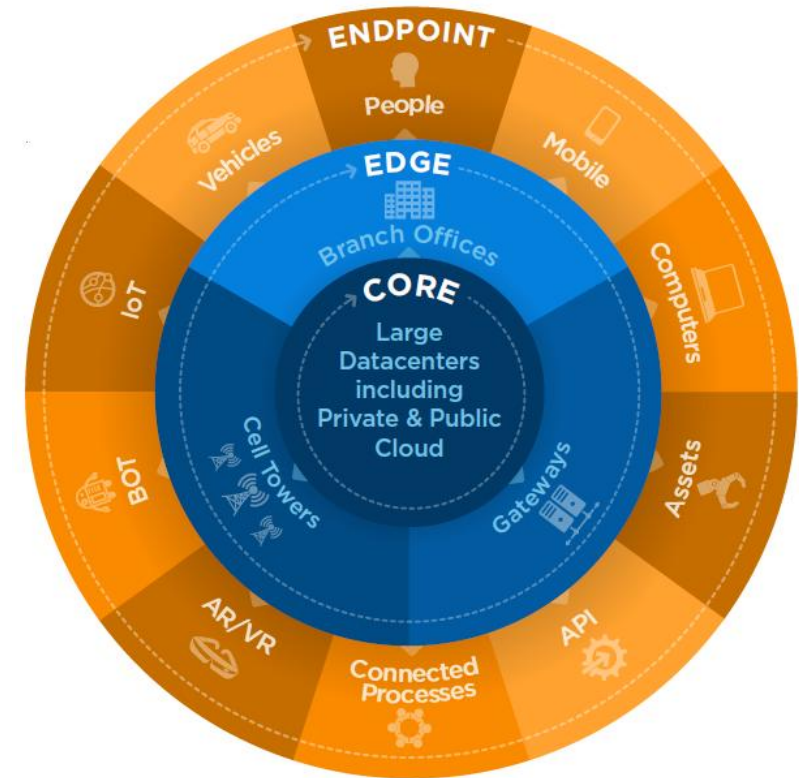 ENDPOINT
People
Mobile
Computers
Assets
API
Connected
Processes
AR/VR
BOT
IoT
Vehicles
EDGE
Branch Offices
Gateways
Cell Towers
CORE
Large
Datacenters
including
Private & Public
Cloud